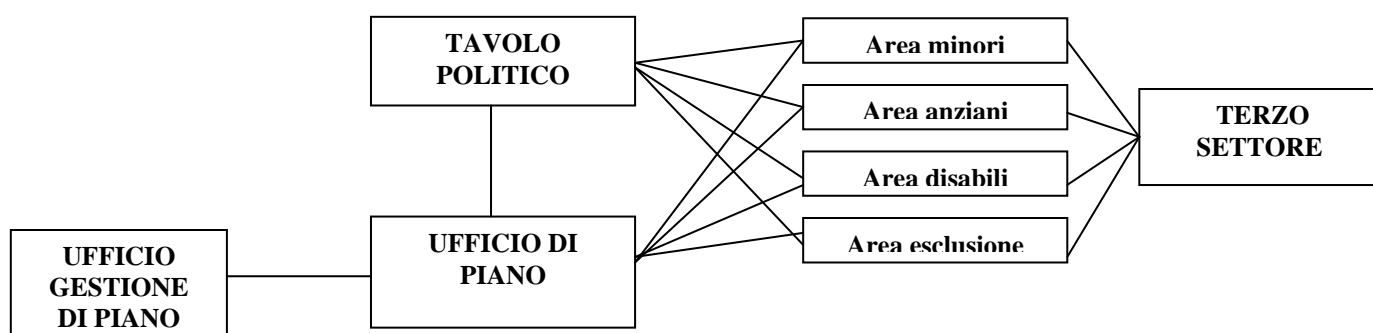 TAVOLO
POLITICO
Area minori
Area anziani
Area disabili
Area esclusione
TERZO
SETTORE
UFFICIO DI
PIANO
UFFICIO
GESTIONE
DI PIANO